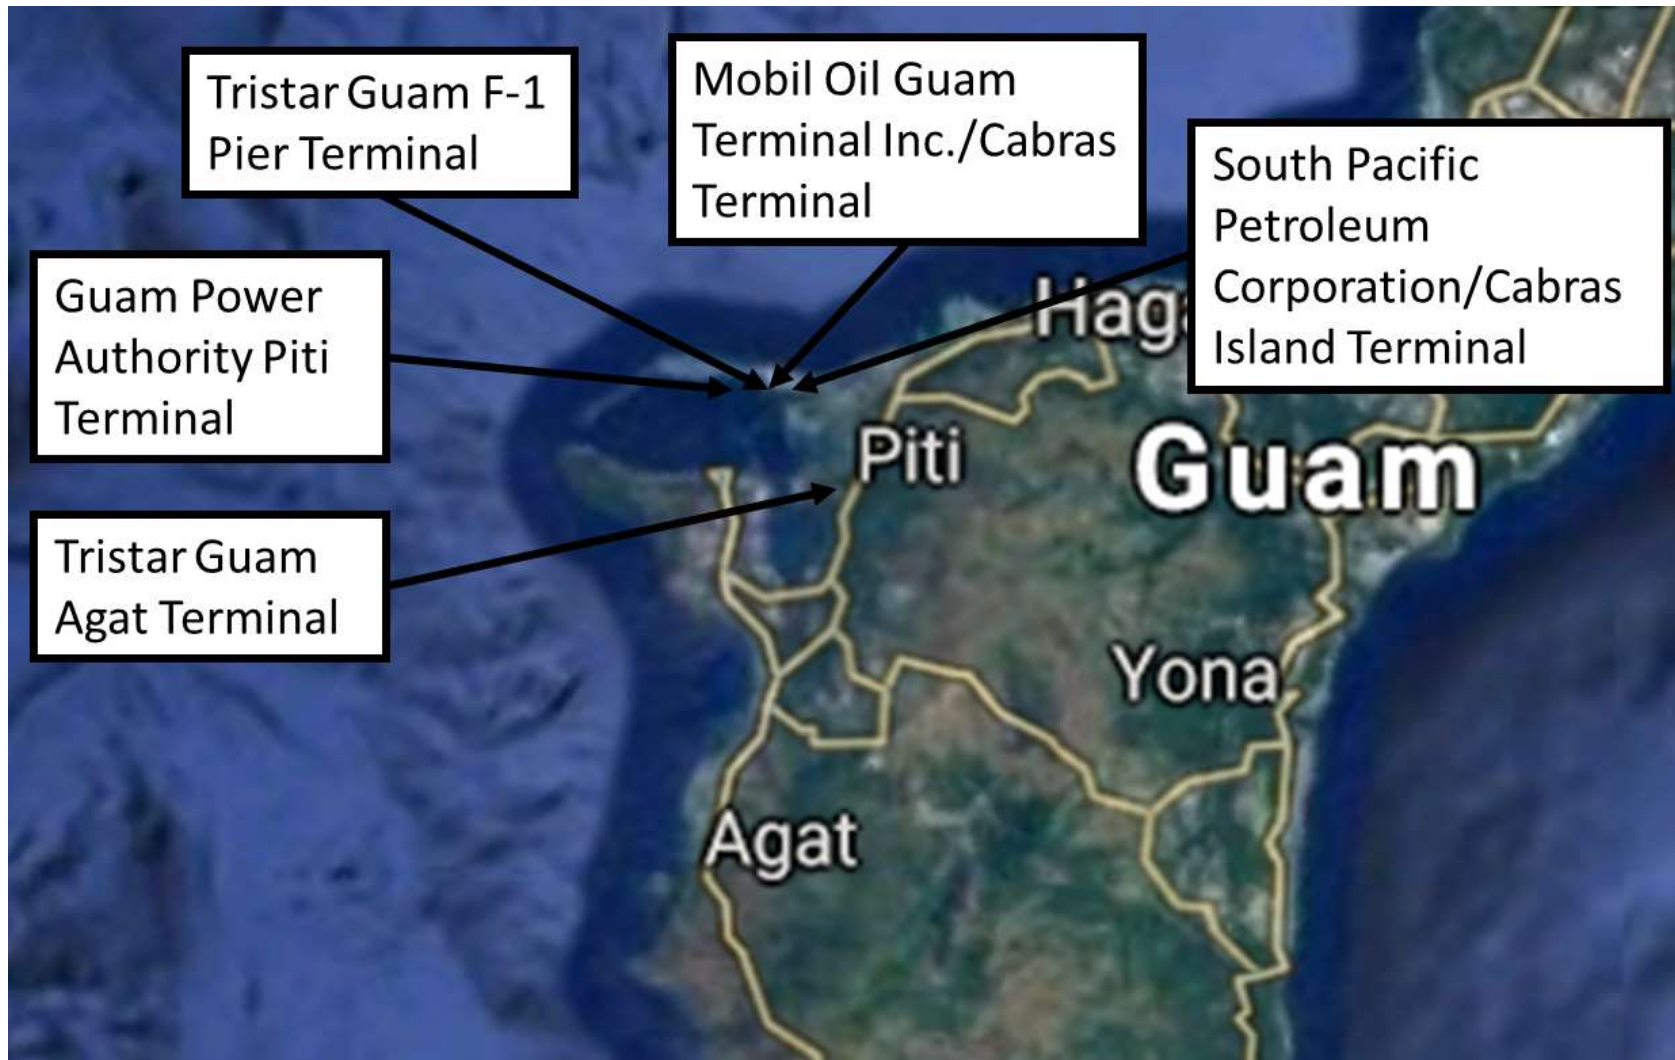 Tristar Guam F-1
Pier Terminal
Mobil Oil Guam
Terminal Inc./Cabras
Terminal
South Pacific
Petroleum
Corporation/Cabras
Island Terminal
Guam Power
Authority Piti
Terminal
Tristar Guam
Agat Terminal
Piti
Guam
Yona
Agat